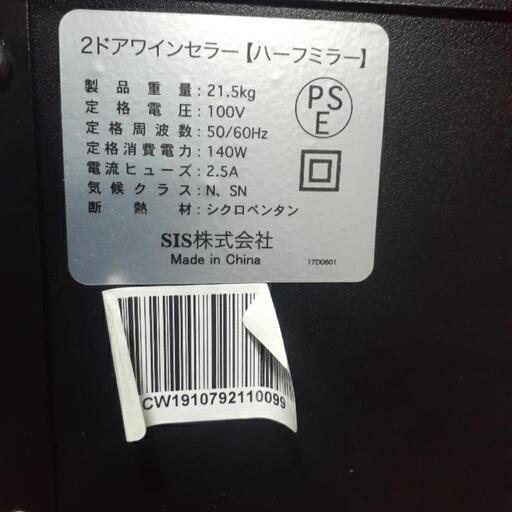 2ドアワインセラー【ハーフミラー】
製品重量：21.5kg
定格電圧：100V
定格周波数：50/60Hz
定格消費電力：140W
電流ヒューズ：2.5A
気候クラス：N、SN
断熱材：シクロペンタン
PS
E
SIS株式会社
Made in China
17D0601
CW1910792110099